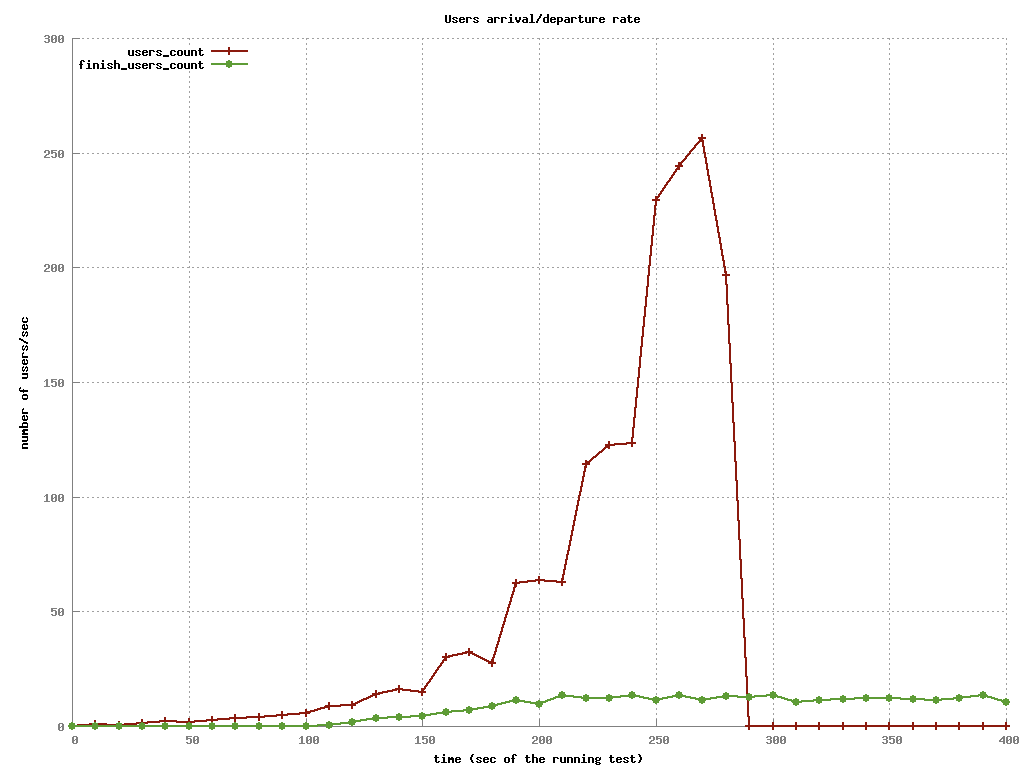 Users arrival/departure rate
300
users_count
finish_users_count
250
200
150
100
50
0
0 50 100 150 200 250 300 350 400
number of users/sec
time (sec of the running test)